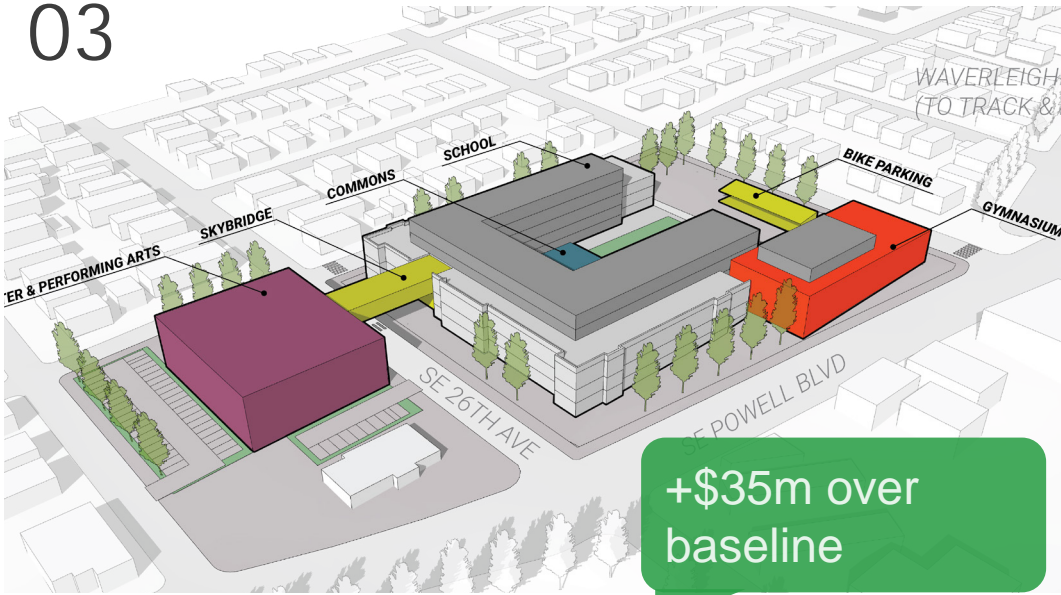 03
WAVERLEIGH
(TO TRACK &
SCHOOL
COMMONS
BIKE PARKING
SKYBRIDGE
GYMNASIUM
TER & PERFORMING ARTS
SE 26TH AVE
SE POWELL BLVD
+$35m over
baseline